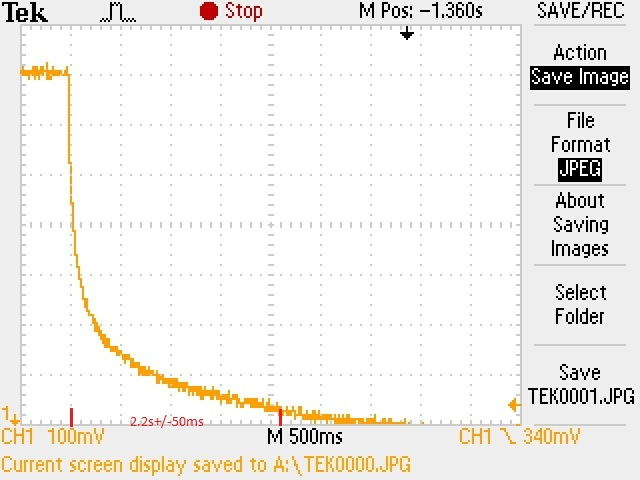 Tek Stop M Pos: −1.360s SAVE/REC
Action
Save Image
File
Format
JPEG
About
Saving
Images
Select
Folder
Save
TEK0001.JPG
1
2.2s+/-50ms
CH1 100mV M 500ms CH1 340mV
Current screen display saved to A:\TEK0000.JPG